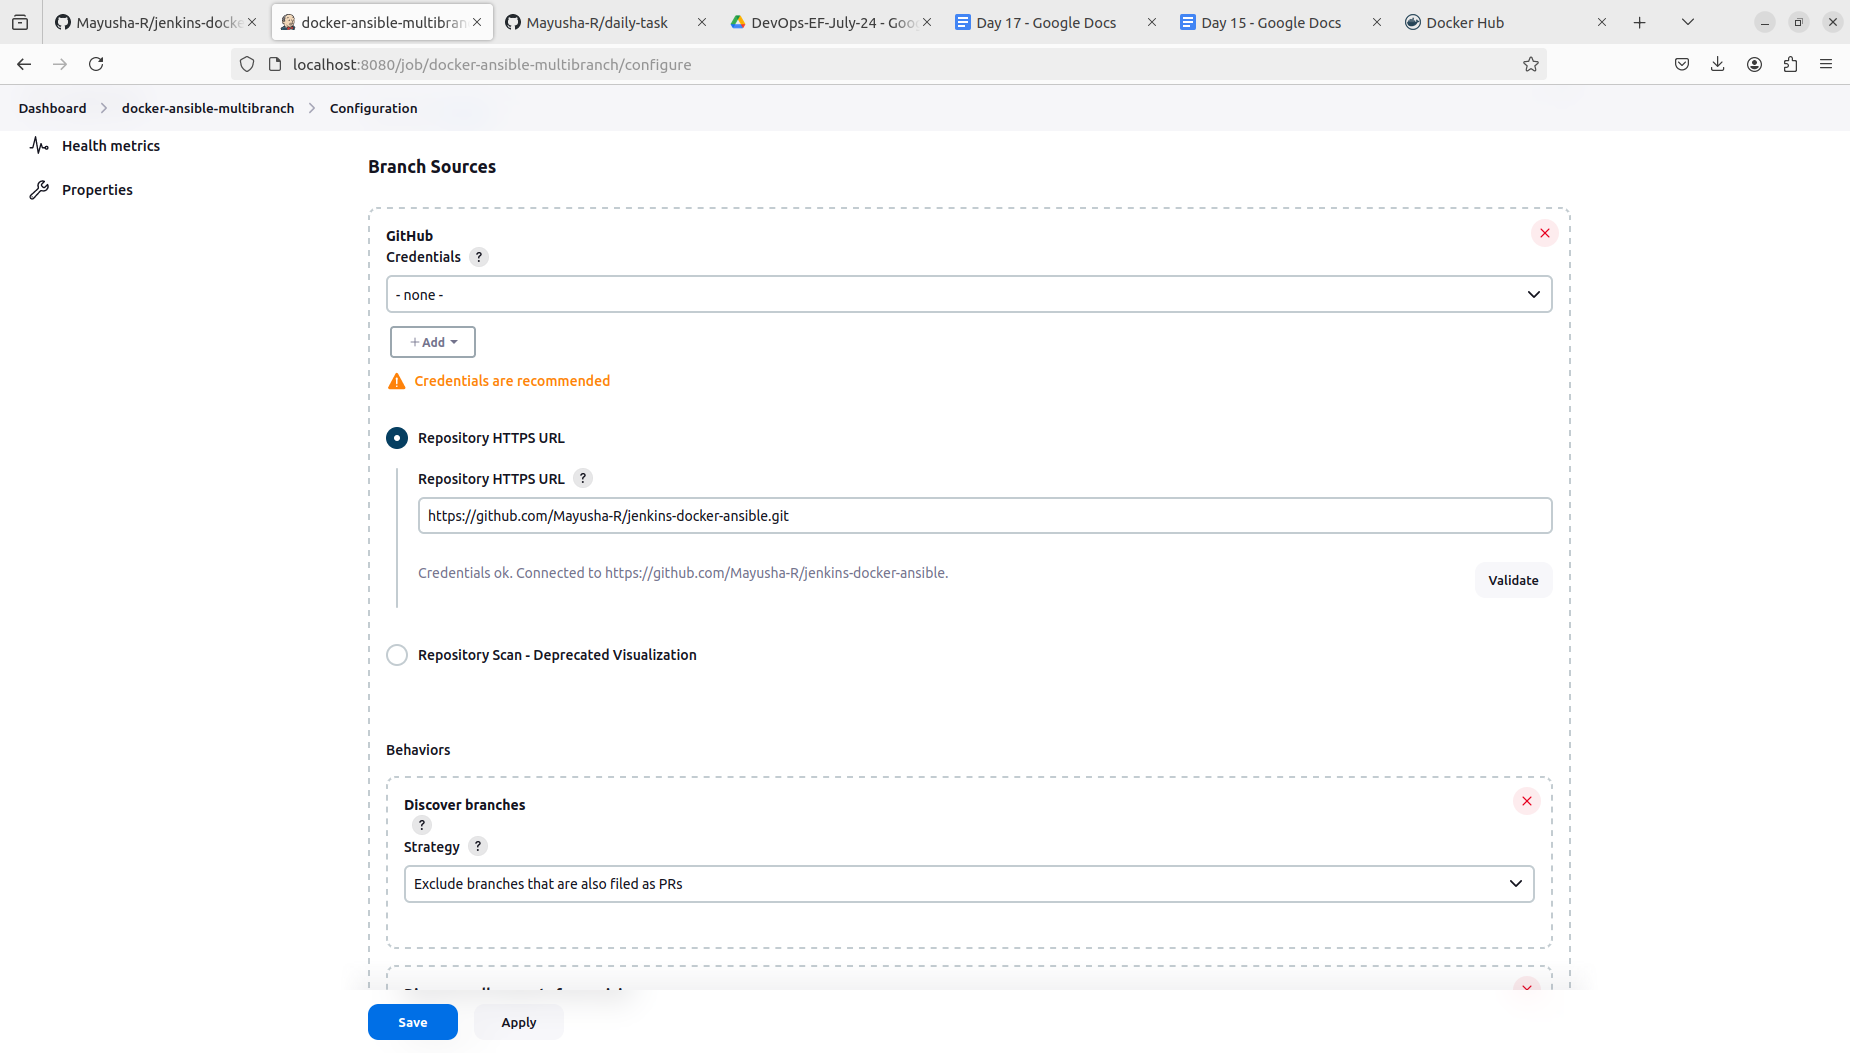 Mayusha-R/jenkins-docke
docker-ansible-multibran
Mayusha-R/daily-task
DevOps-EF-July-24 - Goo
Day 17 - Google Docs
Day 15 - Google Docs
Docker Hub
localhost:8080/job/docker-ansible-multibranch/configure
Dashboard
docker-ansible-multibranch
Configuration
Health metrics
Properties
Branch Sources
GitHub
Credentials ?
- none -
+ Add
Credentials are recommended
Repository HTTPS URL
Repository HTTPS URL ?
https://github.com/Mayusha-R/jenkins-docker-ansible.git
Credentials ok. Connected to https://github.com/Mayusha-R/jenkins-docker-ansible.
Validate
Repository Scan - Deprecated Visualization
Behaviors
Discover branches
?
Strategy ?
Exclude branches that are also filed as PRs
Save
Apply